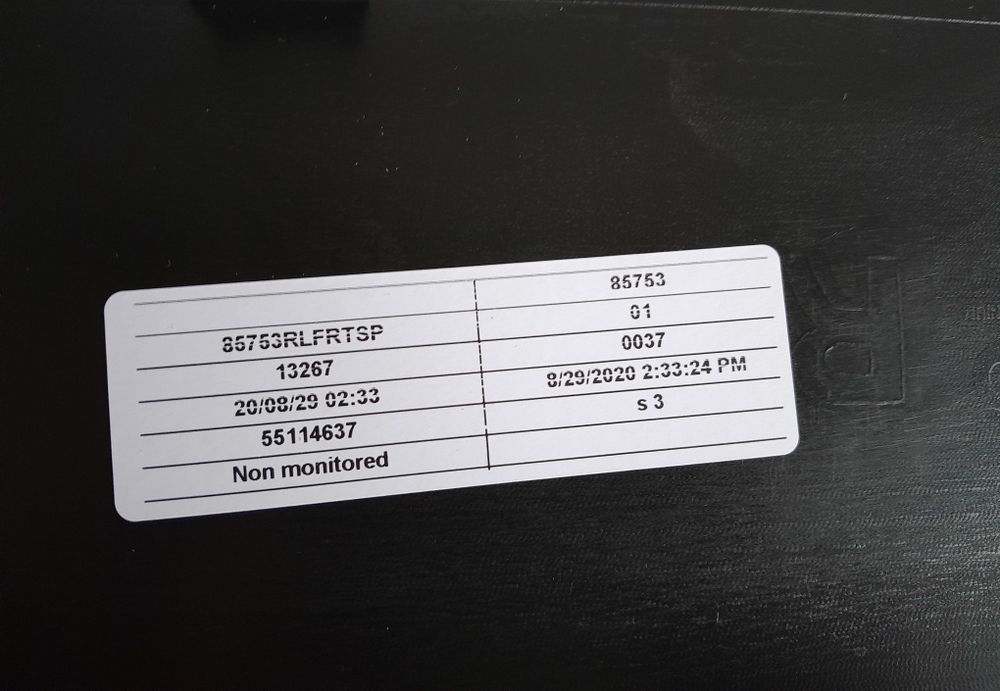 85753
85753RLFRTSP 01
13267 0037
20/08/29 02:33 8/29/2020 2:33:24 PM
55114637 s 3
Non monitored